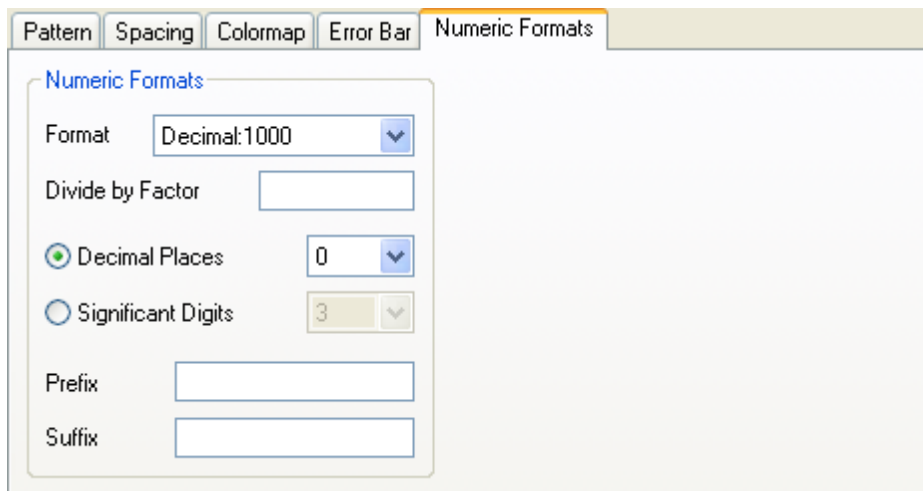 Pattern Spacing Colormap Error Bar Numeric Formats
Numeric Formats
Format Decimal:1000
Divide by Factor
Decimal Places 0
Significant Digits 3
Prefix
Suffix